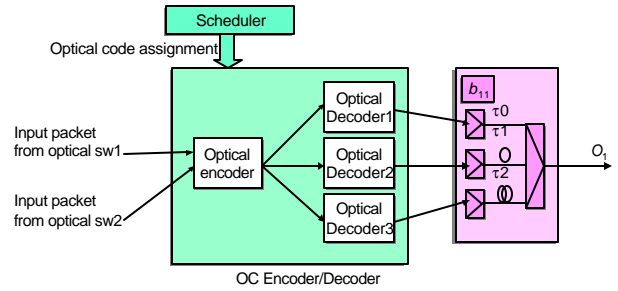 Scheduler
Optical code assignment
Input packet
from optical sw1
Input packet
from optical sw2
Optical
encoder
Optical
Decoder1
Optical
Decoder2
Optical
Decoder3
OC Encoder/Decoder
b11
τ0
τ1
τ2
O1